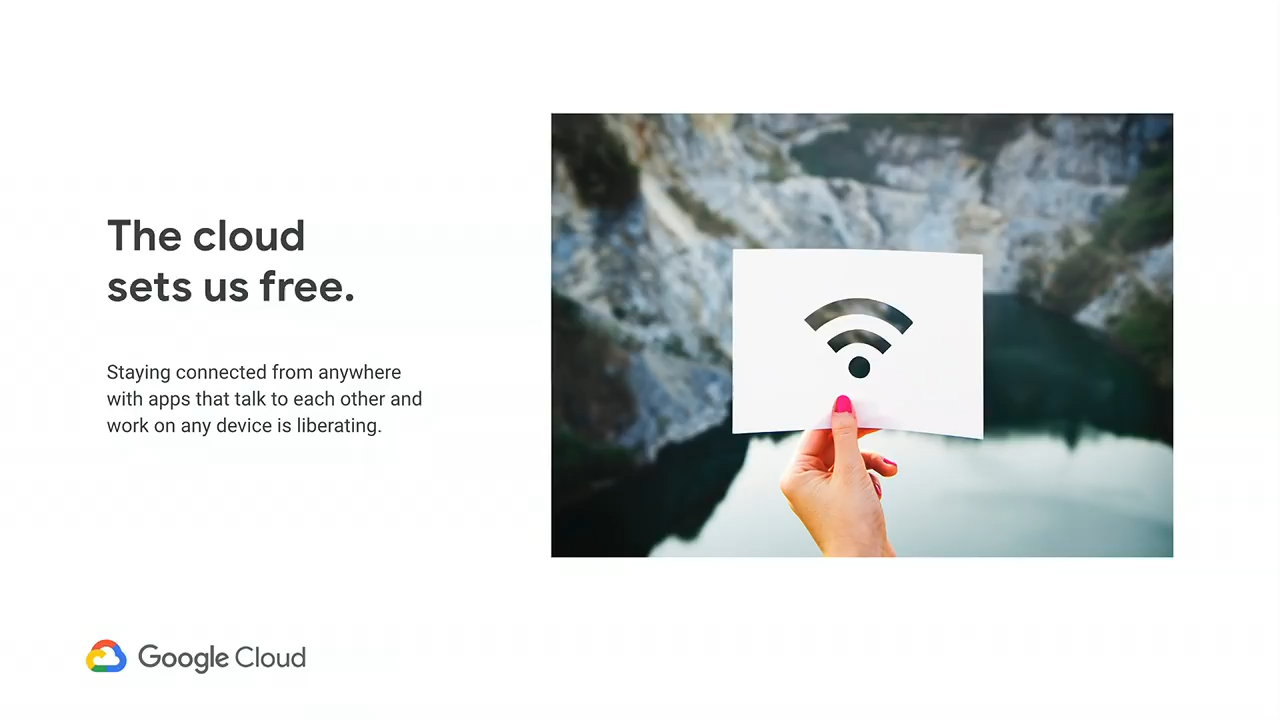 The cloud
sets us free.
Staying connected from anywhere
with apps that talk to each other and
work on any device is liberating.
Google Cloud